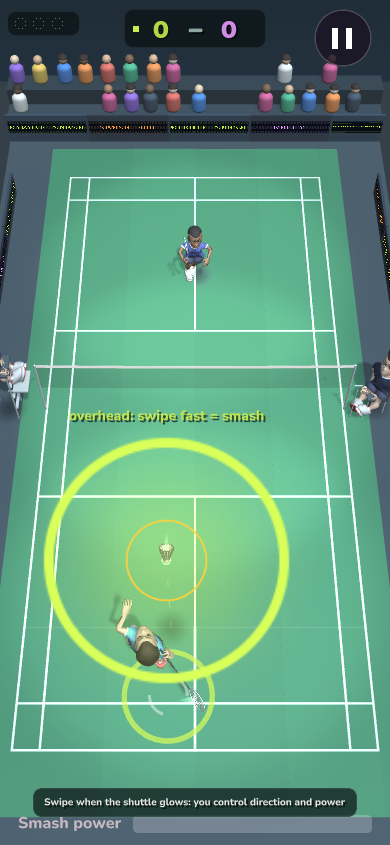 0 – 0
overhead: swipe fast = smash
Swipe when the shuttle glows: you control direction and power
Smash power